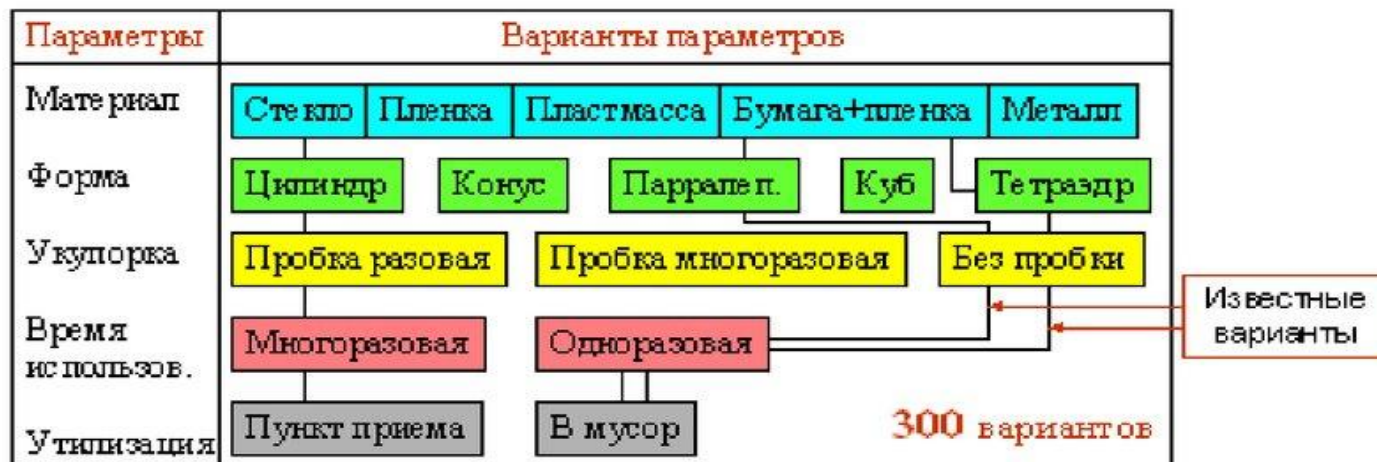 Параметры Варианты параметров
Материал Стекло Пленка Пластмасса Бумага+пленка Металл
Форма Цилиндр Конус Парралеп. Куб Тетраэдр
Укупорка Пробка разовая Пробка многоразовая Без пробки
Известные
варианты
Время
использов.
Многоразовая Одноразовая
Утилизация Пункт приема В мусор 300 вариантов